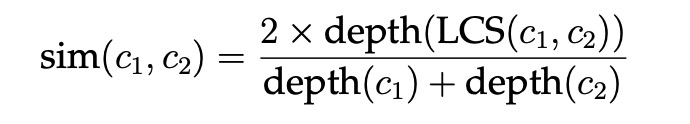 sim(c₁, c₂) = 2 × depth(LCS(c₁, c₂)) / depth(c₁) + depth(c₂)